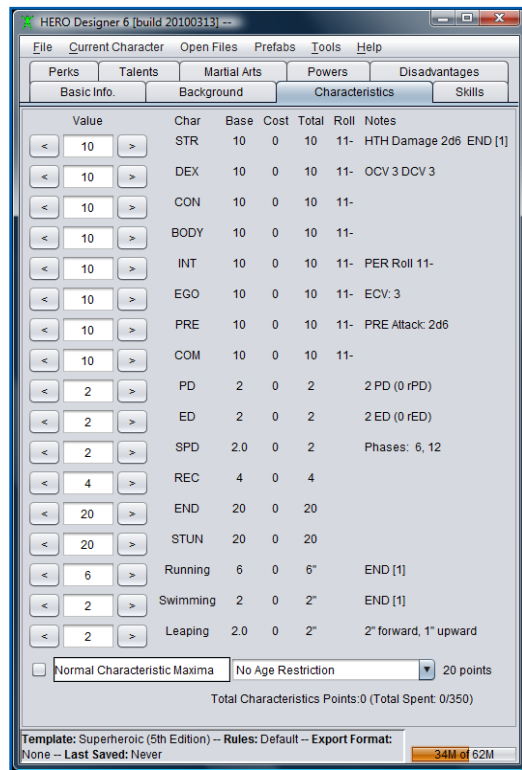 HERO Designer 6 [build 20100313] --
File Current Character Open Files Prefabs Tools Help
Perks Talents Martial Arts Powers Disadvantages
Basic Info. Background Characteristics Skills
Value Char Base Cost Total Roll Notes
< 10 > STR 10 0 10 11- HTH Damage 2d6 END [1]
< 10 > DEX 10 0 10 11- OCV 3 DCV 3
< 10 > CON 10 0 10 11-
< 10 > BODY 10 0 10 11-
< 10 > INT 10 0 10 11- PER Roll 11-
< 10 > EGO 10 0 10 11- ECV: 3
< 10 > PRE 10 0 10 11- PRE Attack: 2d6
< 10 > COM 10 0 10 11-
< 2 > PD 2 0 2 2 PD (0 rPD)
< 2 > ED 2 0 2 2 ED (0 rED)
< 2 > SPD 2.0 0 2 Phases: 6, 12
< 4 > REC 4 0 4
< 20 > END 20 0 20
< 20 > STUN 20 0 20
< 6 > Running 6 0 6" END [1]
< 2 > Swimming 2 0 2" END [1]
< 2 > Leaping 2.0 0 2" 2" forward, 1" upward
Normal Characteristic Maxima No Age Restriction 20 points
Total Characteristics Points:0 (Total Spent: 0/350)
Template: Superheroic (5th Edition) -- Rules: Default -- Export Format:
None -- Last Saved: Never 34M of 62M